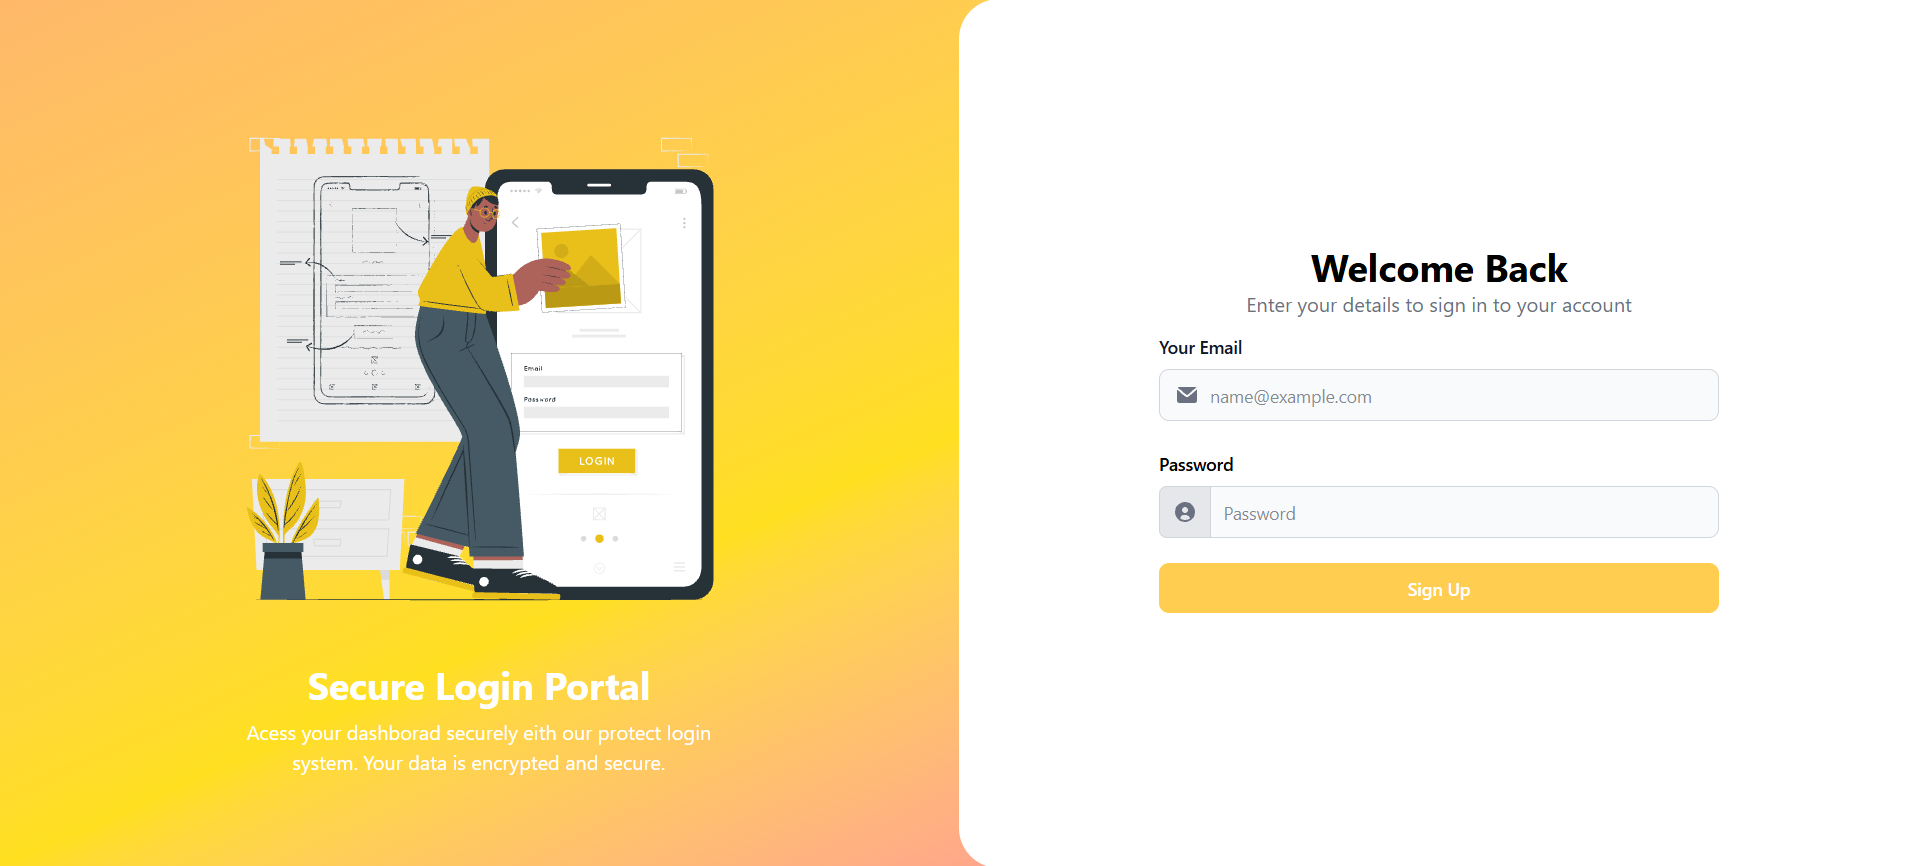 Email
Password
LOGIN
Secure Login Portal
Acess your dashborad securely eith our protect login
system. Your data is encrypted and secure.
Welcome Back
Enter your details to sign in to your account
Your Email
name@example.com
Password
Password
Sign Up